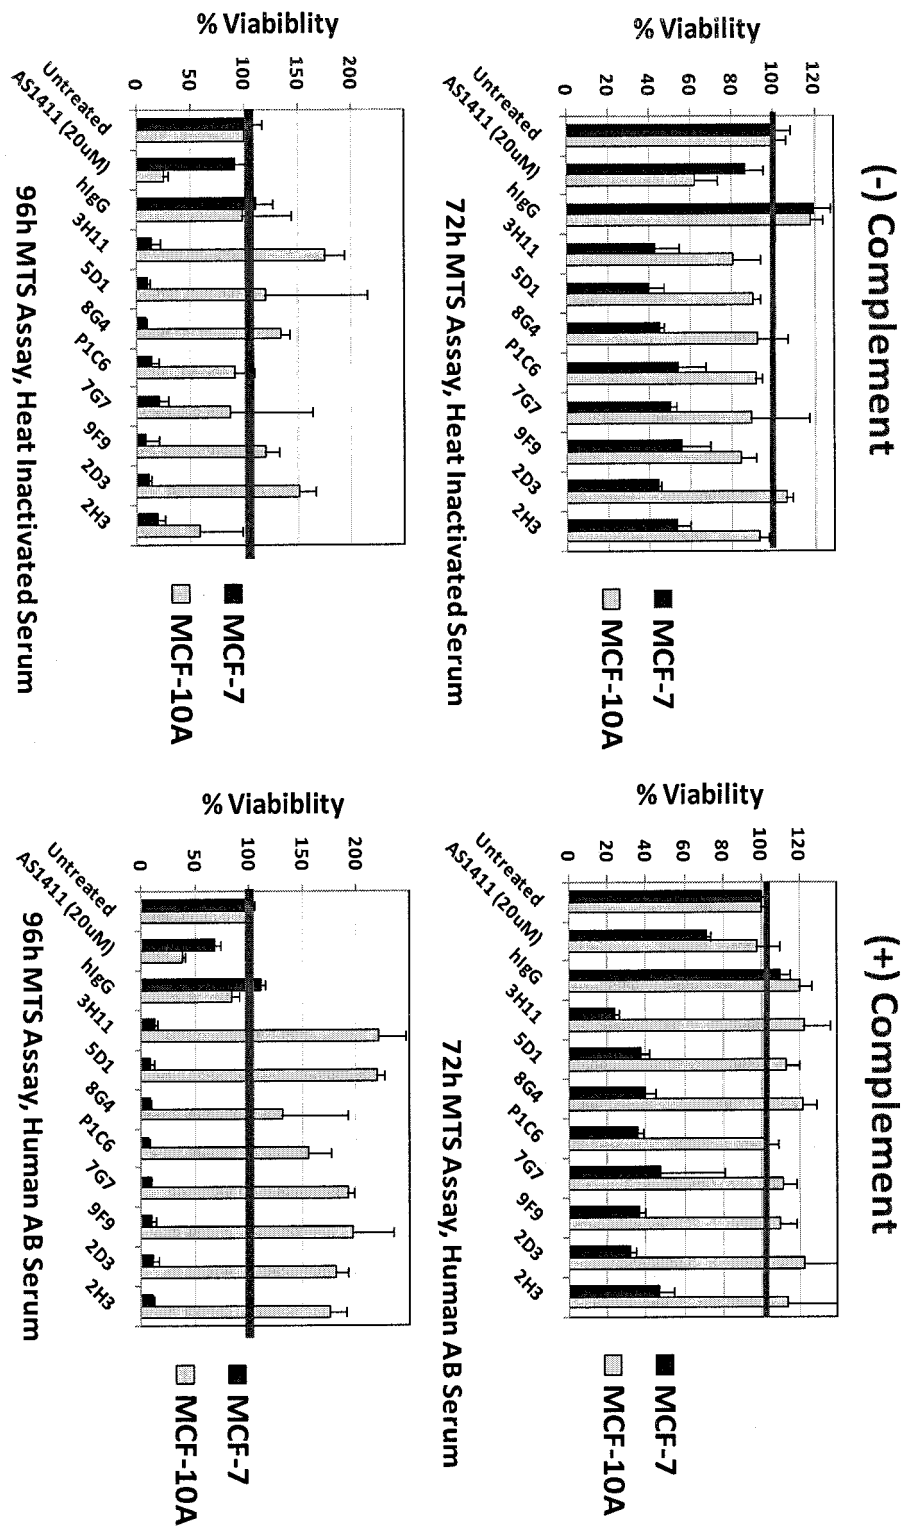 (-) Complement
% Viability
0
20
40
60
80
100
120
Untreated
AS1411 (20uM)
hIgG
3H11
5D1
8G4
P1C6
7G7
9F9
2D3
2H3
MCF-7
MCF-10A
72h MTS Assay, Heat Inactivated Serum
% Viabiblity
0
50
100
150
200
Untreated
AS1411 (20uM)
hIgG
3H11
5D1
8G4
P1C6
7G7
9F9
2D3
2H3
MCF-7
MCF-10A
96h MTS Assay, Heat Inactivated Serum
(+) Complement
% Viability
0
20
40
60
80
100
120
Untreated
AS1411 (20uM)
hIgG
3H11
5D1
8G4
P1C6
7G7
9F9
2D3
2H3
MCF-7
MCF-10A
72h MTS Assay, Human AB Serum
% Viabiblity
0
50
100
150
200
Untreated
AS1411 (20uM)
hIgG
3H11
5D1
8G4
P1C6
7G7
9F9
2D3
2H3
MCF-7
MCF-10A
96h MTS Assay, Human AB Serum